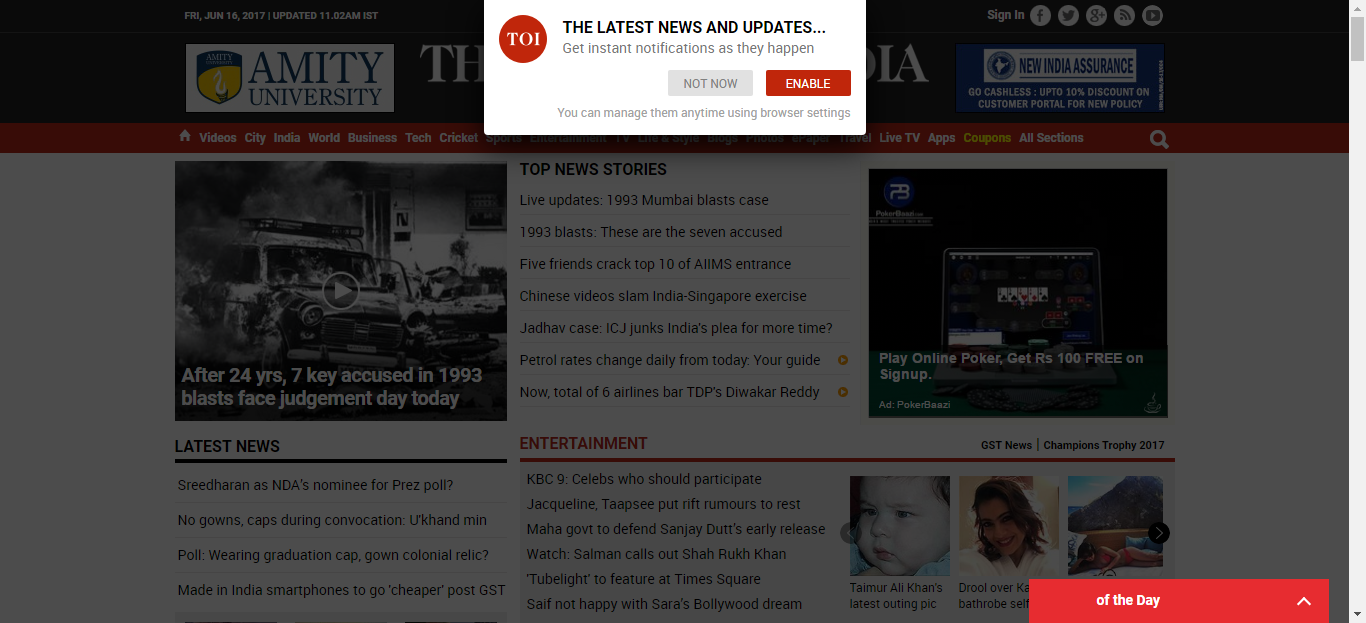 FRI, JUN 16, 2017 | UPDATED 11.02AM IST
Sign In
TOI
THE LATEST NEWS AND UPDATES...
Get instant notifications as they happen
NOT NOW
ENABLE
You can manage them anytime using browser settings
AMITY UNIVERSITY
AMITY
UNIVERSITY
TH
DIA
NEW INDIA ASSURANCE
GO CASHLESS : UPTO 10% DISCOUNT ON
CUSTOMER PORTAL FOR NEW POLICY
Videos City India World Business Tech Cricket Sports Entertainment TV Life & Style Blogs Photos ePaper Travel Live TV Apps Coupons All Sections
After 24 yrs, 7 key accused in 1993
blasts face judgement day today
TOP NEWS STORIES
Live updates: 1993 Mumbai blasts case
1993 blasts: These are the seven accused
Five friends crack top 10 of AIIMS entrance
Chinese videos slam India-Singapore exercise
Jadhav case: ICJ junks India's plea for more time?
Petrol rates change daily from today: Your guide
Now, total of 6 airlines bar TDP's Diwakar Reddy
PB
PokerBaazi.com
Play Online Poker, Get Rs 100 FREE on
Signup.
Ad: PokerBaazi
LATEST NEWS
Sreedharan as NDA's nominee for Prez poll?
No gowns, caps during convocation: U'khand min
Poll: Wearing graduation cap, gown colonial relic?
Made in India smartphones to go 'cheaper' post GST
ENTERTAINMENT
GST News | Champions Trophy 2017
KBC 9: Celebs who should participate
Jacqueline, Taapsee put rift rumours to rest
Maha govt to defend Sanjay Dutt's early release
Watch: Salman calls out Shah Rukh Khan
'Tubelight' to feature at Times Square
Saif not happy with Sara's Bollywood dream
Taimur Ali Khan's
latest outing pic
Drool over Ka
bathrobe self
of the Day